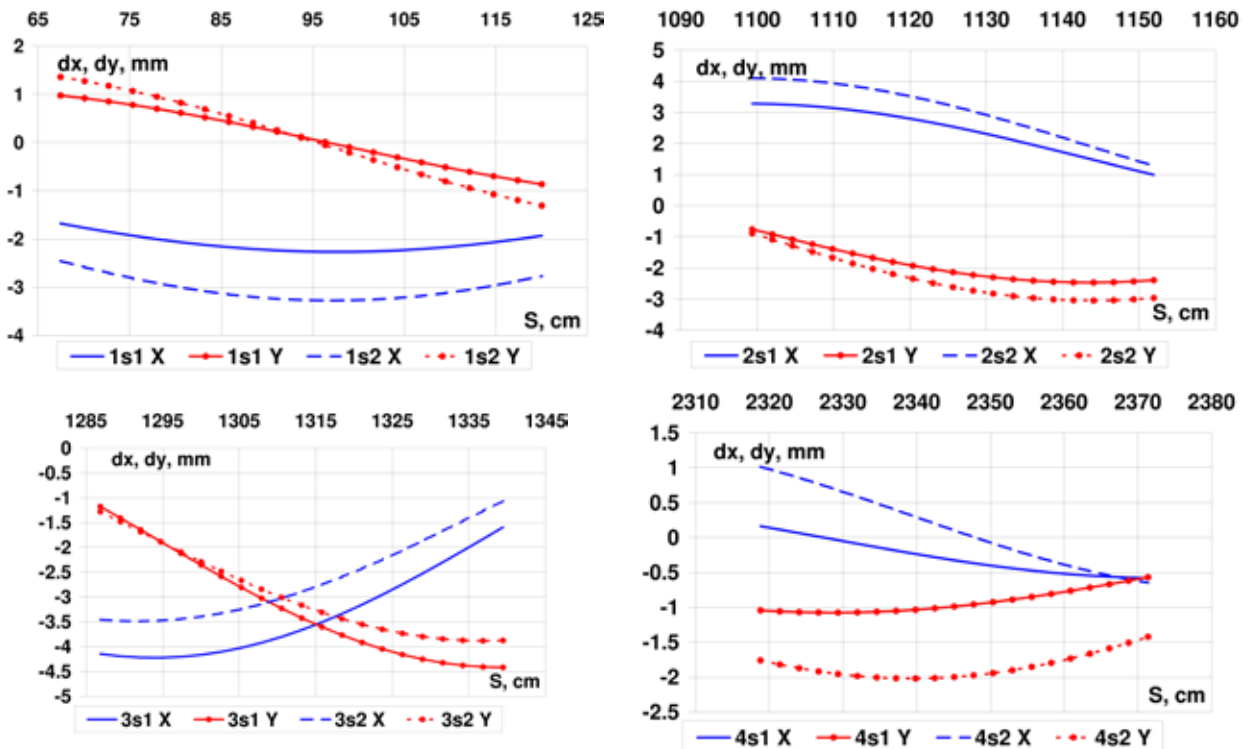 65 75 85 95 105 115 125
2
1
0
-1
-2
-3
-4
dx, dy, mm
S, cm
1s1 X 1s1 Y 1s2 X 1s2 Y
1090 1100 1110 1120 1130 1140 1150 1160
5
4
3
2
1
0
-1
-2
-3
-4
dx, dy, mm
S, cm
2s1 X 2s1 Y 2s2 X 2s2 Y
1285 1295 1305 1315 1325 1335 1345
0
-0.5
-1
-1.5
-2
-2.5
-3
-3.5
-4
-4.5
-5
dx, dy, mm
S, cm
3s1 X 3s1 Y 3s2 X 3s2 Y
2310 2320 2330 2340 2350 2360 2370 2380
1.5
1
0.5
0
-0.5
-1
-1.5
-2
-2.5
dx, dy, mm
S, cm
4s1 X 4s1 Y 4s2 X 4s2 Y